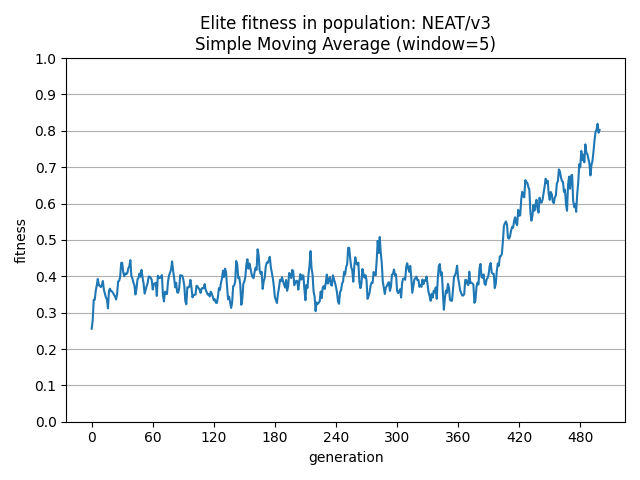 Elite fitness in population: NEAT/v3
Simple Moving Average (window=5)
1.0
0.9
0.8
0.7
0.6
0.5
0.4
0.3
0.2
0.1
0.0
fitness
0 60 120 180 240 300 360 420 480
generation